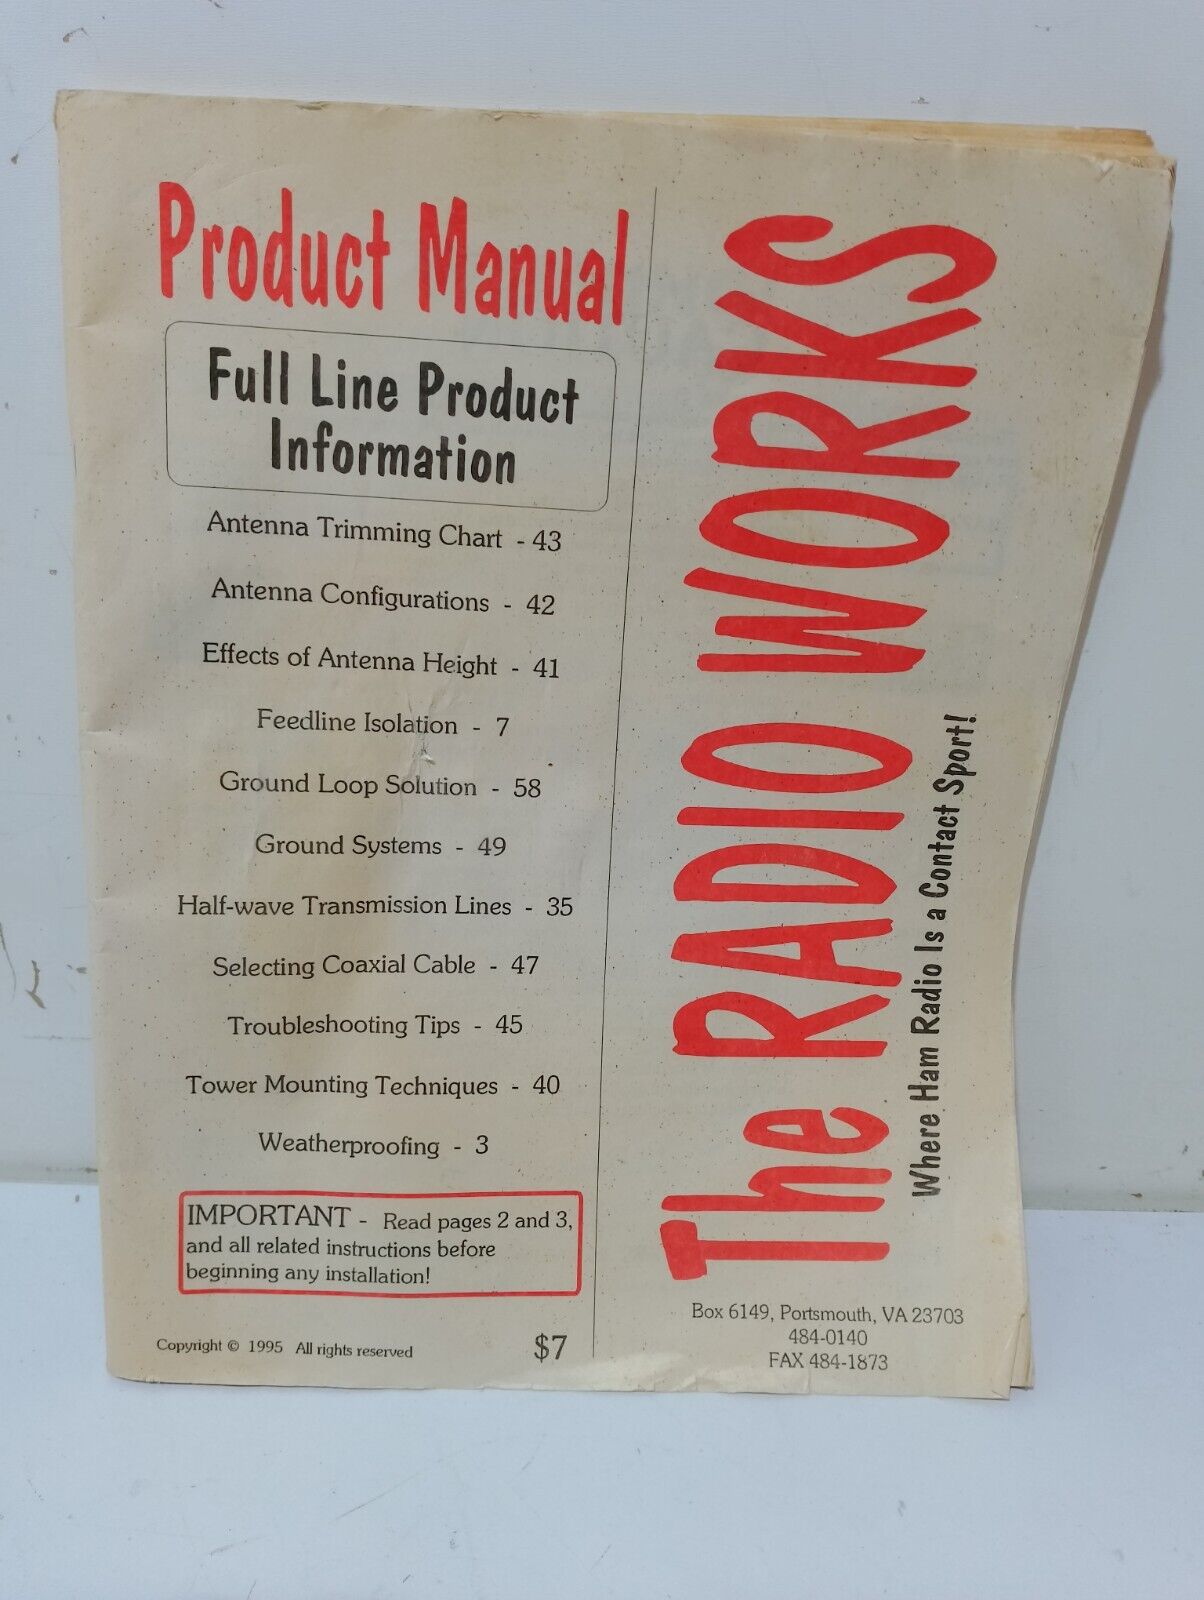 Product Manual
Full Line Product
Information
Antenna Trimming Chart - 43
Antenna Configurations - 42
Effects of Antenna Height - 41
Feedline Isolation - 7
Ground Loop Solution - 58
Ground Systems - 49
Half-wave Transmission Lines - 35
Selecting Coaxial Cable - 47
Troubleshooting Tips - 45
Tower Mounting Techniques - 40
Weatherproofing - 3
IMPORTANT - Read pages 2 and 3,
and all related instructions before
beginning any installation!
Copyright © 1995 All rights reserved
$7
The RADIO WORKS
Where Ham Radio Is a Contact Sport!
Box 6149, Portsmouth, VA 23703
484-0140
FAX 484-1873